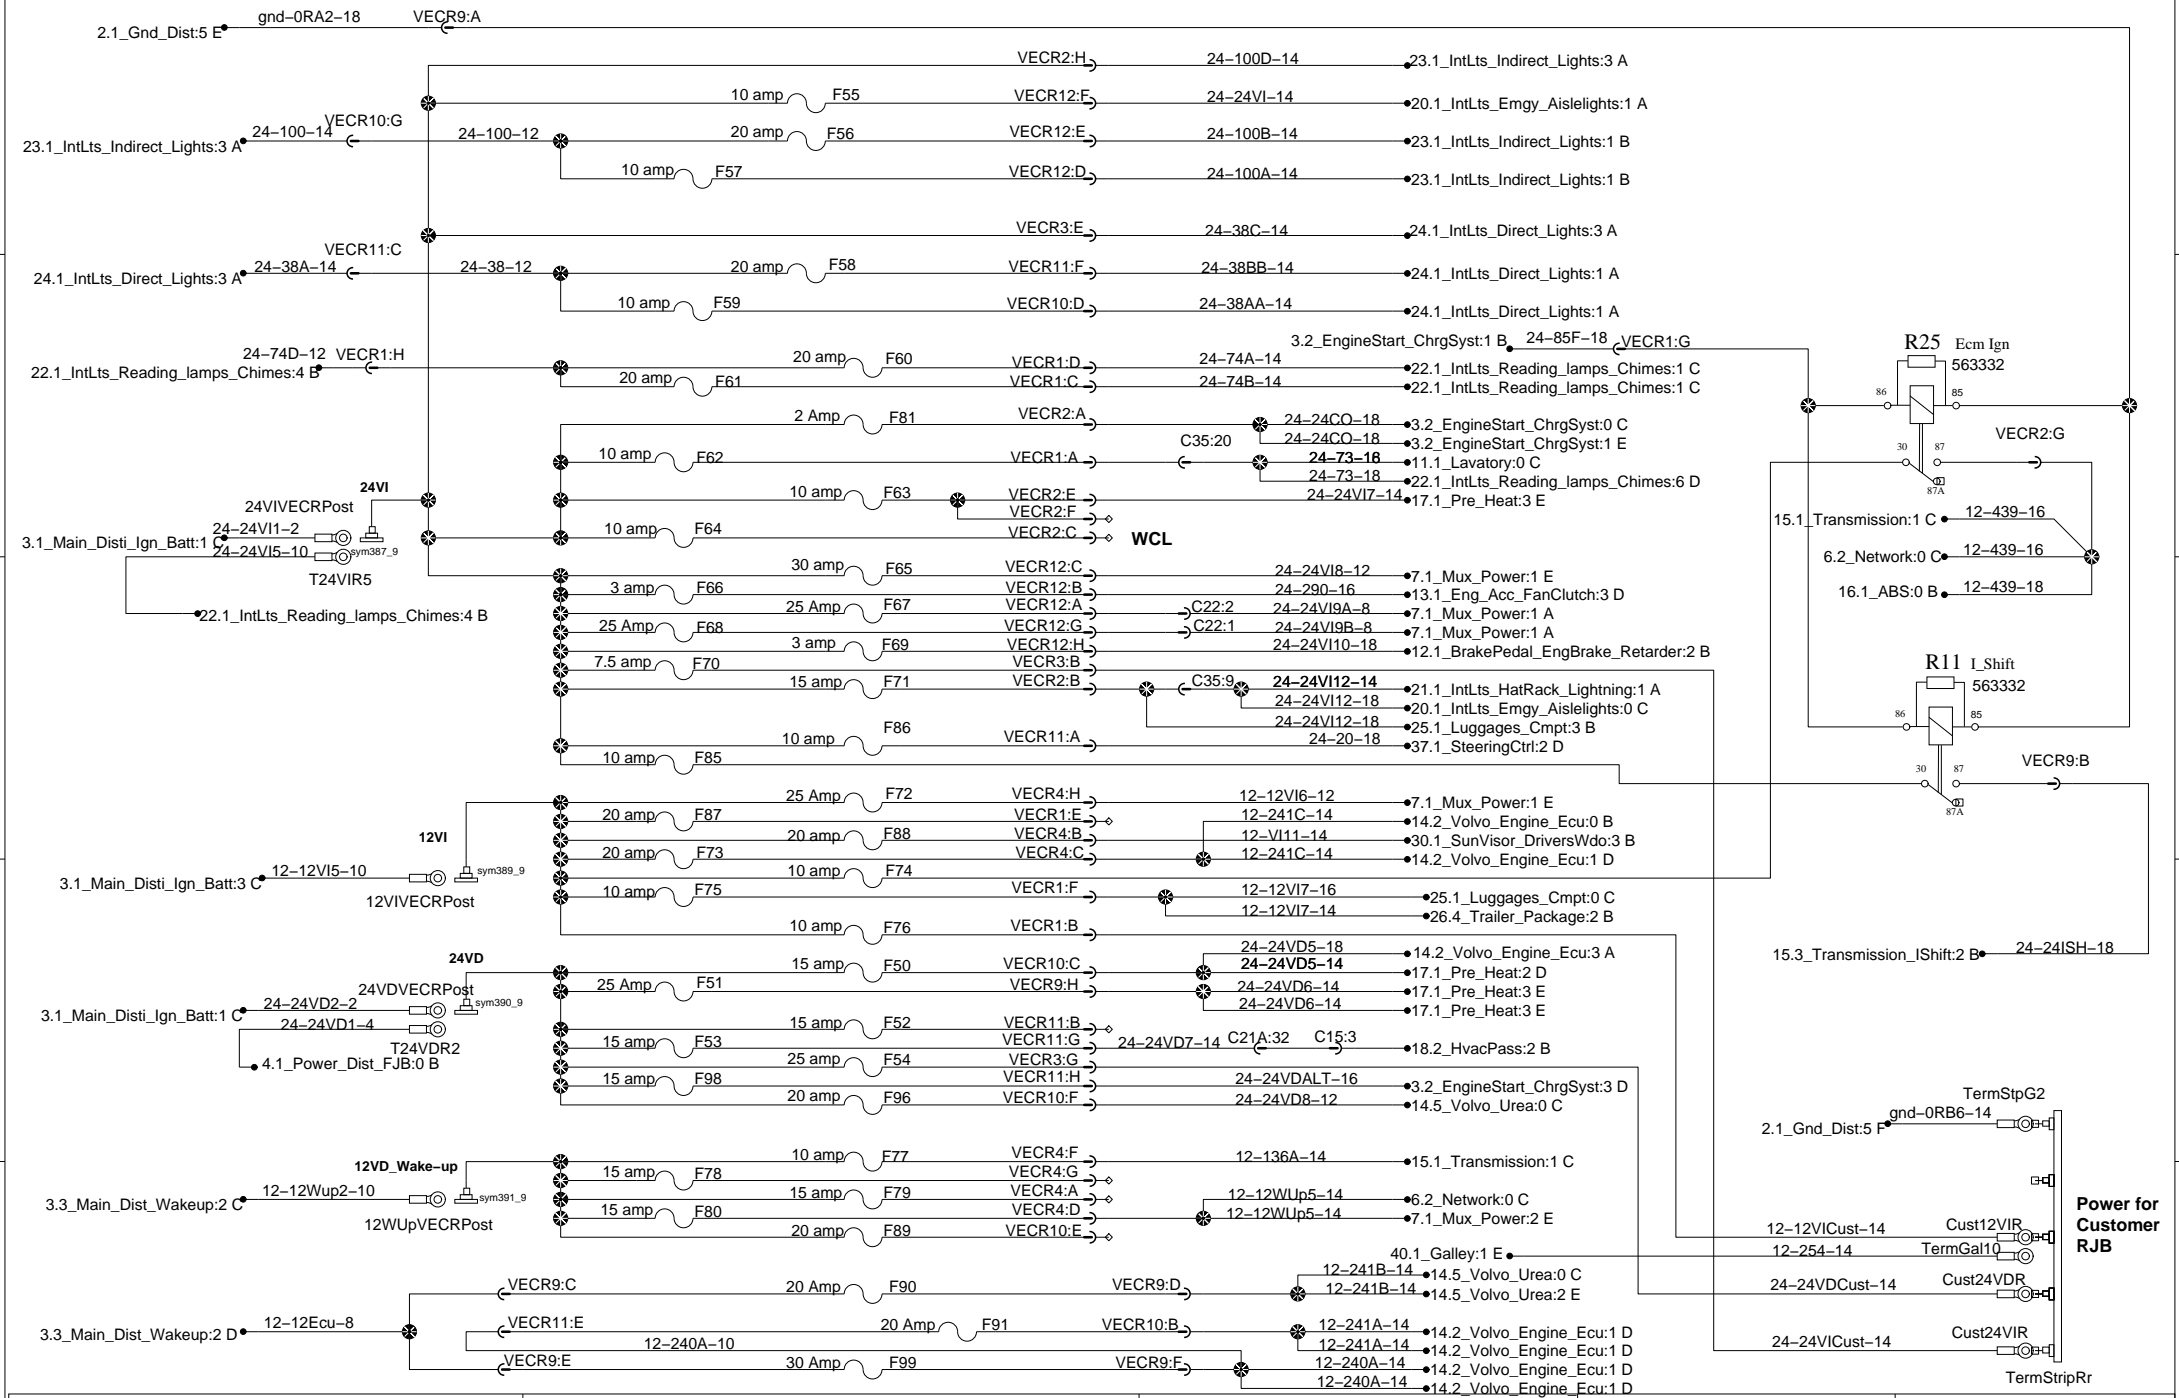 gnd–0RA2–18 VECR9:A
2.1_Gnd_Dist:5 E
VECR2:H 24–100D–14 23.1_IntLts_Indirect_Lights:3 A
10 amp F55 VECR12:F 24–24VI–14 20.1_IntLts_Emgy_Aislelights:1 A
VECR10:G
23.1_IntLts_Indirect_Lights:3 A 24–100–14 24–100–12 20 amp F56 VECR12:E 24–100B–14 23.1_IntLts_Indirect_Lights:1 B
10 amp F57 VECR12:D 24–100A–14 23.1_IntLts_Indirect_Lights:1 B
VECR3:E 24–38C–14 24.1_IntLts_Direct_Lights:3 A
VECR11:C
24.1_IntLts_Direct_Lights:3 A 24–38A–14 24–38–12 20 amp F58 VECR11:F 24–38BB–14 24.1_IntLts_Direct_Lights:1 A
10 amp F59 VECR10:D 24–38AA–14 24.1_IntLts_Direct_Lights:1 A
3.2_EngineStart_ChrgSyst:1 B 24–85F–18 VECR1:G
R25 Ecm Ign
563332
24–74D–12 VECR1:H
22.1_IntLts_Reading_lamps_Chimes:4 B 20 amp F60 VECR1:D 24–74A–14 22.1_IntLts_Reading_lamps_Chimes:1 C
20 amp F61 VECR1:C 24–74B–14 22.1_IntLts_Reading_lamps_Chimes:1 C
86 85
2 Amp F81 VECR2:A 24–24CO–18 3.2_EngineStart_ChrgSyst:0 C
24–24CO–18 3.2_EngineStart_ChrgSyst:1 E
VECR2:G
30 87
87A
10 amp F62 VECR1:A C35:20 24–73–16 11.1_Lavatory:0 C
24–73–18 22.1_IntLts_Reading_lamps_Chimes:6 D
24VI
24VIVECRPost
10 amp F63 VECR2:E 24–24VI7–14 17.1_Pre_Heat:3 E
VECR2:F
3.1_Main_Disti_Ign_Batt:1 C 24–24VI1–2 10 amp F64 VECR2:C WCL
24–24VI5–10 sym387_9
T24VIR5
22.1_IntLts_Reading_lamps_Chimes:4 B
15.1_Transmission:1 C 12–439–16
6.2_Network:0 C 12–439–16
16.1_ABS:0 B 12–439–18
30 amp F65 VECR12:C 24–24VI8–12 7.1_Mux_Power:1 E
3 amp F66 VECR12:B 24–290–16 13.1_Eng_Acc_FanClutch:3 D
25 Amp F67 VECR12:A C22:2 24–24VI9A–8 7.1_Mux_Power:1 A
25 Amp F68 VECR12:G C22:1 24–24VI9B–8 7.1_Mux_Power:1 A
3 amp F69 VECR12:H 24–24VI10–18 12.1_BrakePedal_EngBrake_Retarder:2 B
7.5 amp F70 VECR3:B
15 amp F71 VECR2:B C35:9 24–24VI12–14 21.1_IntLts_HatRack_Lightning:1 A
24–24VI12–18 20.1_IntLts_Emgy_Aislelights:0 C
24–24VI12–18 25.1_Luggages_Cmpt:3 B
R11 I_Shift
563332
86 85
10 amp F86 VECR11:A 24–20–18 37.1_SteeringCtrl:2 D
10 amp F85
VECR9:B
30 87
87A
25 Amp F72 VECR4:H 12–12VI6–12 7.1_Mux_Power:1 E
20 amp F87 VECR1:E 12–241C–14 14.2_Volvo_Engine_Ecu:0 B
12VI
20 amp F88 VECR4:B 12–VI11–14 30.1_SunVisor_DriversWdo:3 B
20 amp F73 VECR4:C 12–241C–14 14.2_Volvo_Engine_Ecu:1 D
3.1_Main_Disti_Ign_Batt:3 C 12–12VI5–10 sym389_9 10 amp F74
12VIVECRPost
10 amp F75 VECR1:F 12–12VI7–16 25.1_Luggages_Cmpt:0 C
12–12VI7–14 26.4_Trailer_Package:2 B
10 amp F76 VECR1:B
15.3_Transmission_IShift:2 B 24–24ISH–18
24–24VD5–18 14.2_Volvo_Engine_Ecu:3 A
24VD
15 amp F50 VECR10:C 24–24VD5–14 17.1_Pre_Heat:2 D
24VDVECRPost
25 Amp F51 VECR9:H 24–24VD6–14 17.1_Pre_Heat:3 E
24–24VD6–14 17.1_Pre_Heat:3 E
3.1_Main_Disti_Ign_Batt:1 C 24–24VD2–2 sym390_9
24–24VD1–4
T24VDR2
4.1_Power_Dist_FJB:0 B
15 amp F52 VECR11:B
15 amp F53 VECR11:G 24–24VD7–14 C21A:32 C15:3 18.2_HvacPass:2 B
25 amp F54 VECR3:G
15 amp F98 VECR11:H 24–24VDALT–16 3.2_EngineStart_ChrgSyst:3 D
20 amp F96 VECR10:F 24–24VD8–12 14.5_Volvo_Urea:0 C
TermStpG2
2.1_Gnd_Dist:5 F gnd–0RB6–14
12VD_Wake–up
10 amp F77 VECR4:F 12–136A–14 15.1_Transmission:1 C
15 amp F78 VECR4:G
3.3_Main_Dist_Wakeup:2 C 12–12Wup2–10 sym391_9 15 amp F79 VECR4:A 12–12WUp5–14 6.2_Network:0 C
12WUpVECRPost
15 amp F80 VECR4:D 12–12WUp5–14 7.1_Mux_Power:2 E
20 amp F89 VECR10:E
Power for
Customer
RJB
12–12VICust–14 Cust12VIR
40.1_Galley:1 E 12–254–14 TermGal10
VECR9:C 20 Amp F90 VECR9:D 12–241B–14 14.5_Volvo_Urea:0 C
12–241B–14 14.5_Volvo_Urea:2 E
24–24VDCust–14 Cust24VDR
3.3_Main_Dist_Wakeup:2 D 12–12Ecu–8 VECR11:E 20 Amp F91 VECR10:B 12–241A–14 14.2_Volvo_Engine_Ecu:1 D
12–240A–10 12–241A–14 14.2_Volvo_Engine_Ecu:1 D
24–24VICust–14 Cust24VIR
VECR9:E 30 Amp F99 VECR9:F 12–240A–14 14.2_Volvo_Engine_Ecu:1 D
12–240A–14 14.2_Volvo_Engine_Ecu:1 D
TermStripRr